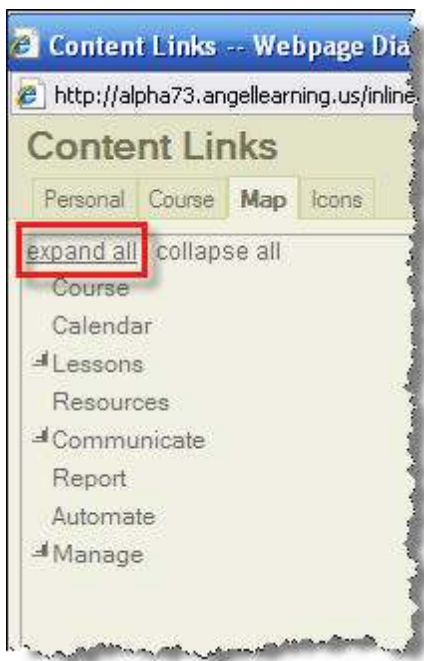 Content Links -- Webpage Dia
http://alpha73.angellearning.us/inline
Content Links
Personal Course Map Icons
expand all collapse all
Course
Calendar
Lessons
Resources
Communicate
Report
Automate
Manage